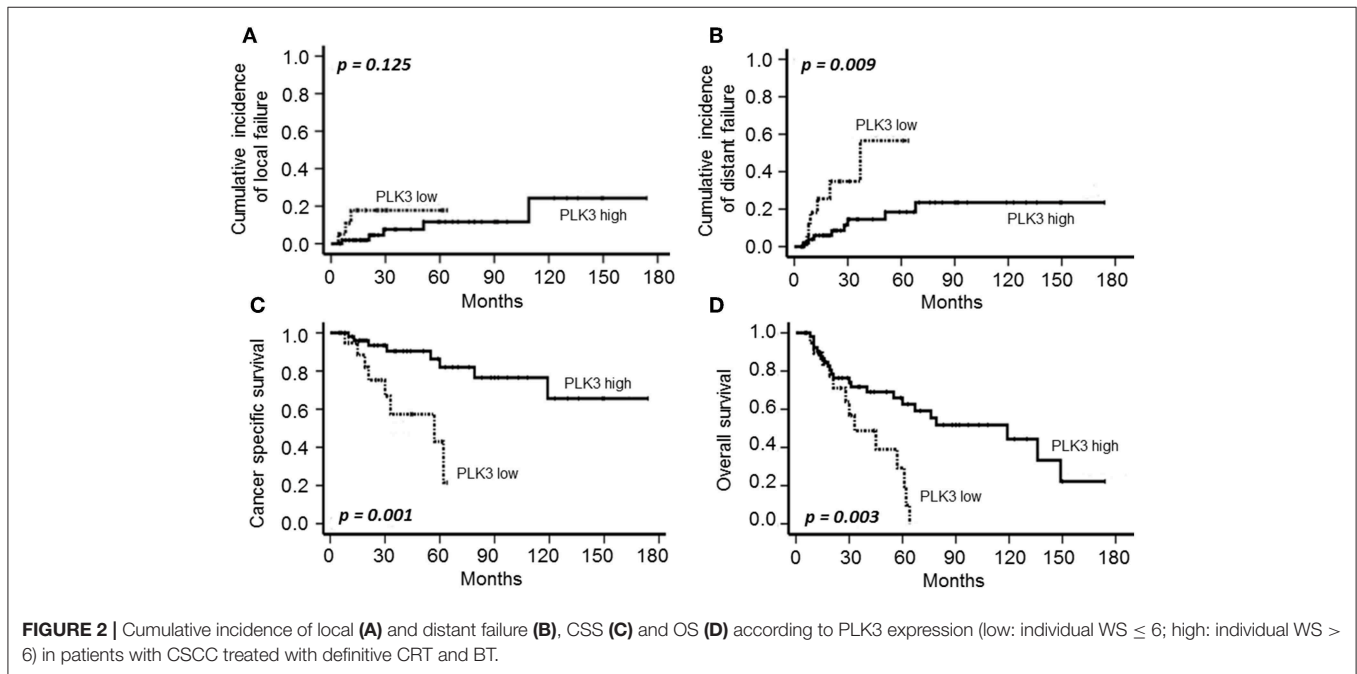 A
p = 0.125
Cumulative incidence
of local failure
1.0
0.8
0.6
0.4
0.2
0.0
PLK3 low
PLK3 high
0 30 60 90 120 150 180
Months
B
p = 0.009
Cumulative incidence
of distant failure
1.0
0.8
0.6
0.4
0.2
0.0
PLK3 low
PLK3 high
0 30 60 90 120 150 180
Months
C
Cancer specific survival
1.0
0.8
0.6
0.4
0.2
0.0
PLK3 high
PLK3 low
p = 0.001
0 30 60 90 120 150 180
Months
D
Overall survival
1.0
0.8
0.6
0.4
0.2
0.0
PLK3 high
PLK3 low
p = 0.003
0 30 60 90 120 150 180
Months
FIGURE 2 | Cumulative incidence of local (A) and distant failure (B), CSS (C) and OS (D) according to PLK3 expression (low: individual WS ≤ 6; high: individual WS >
6) in patients with CSCC treated with definitive CRT and BT.